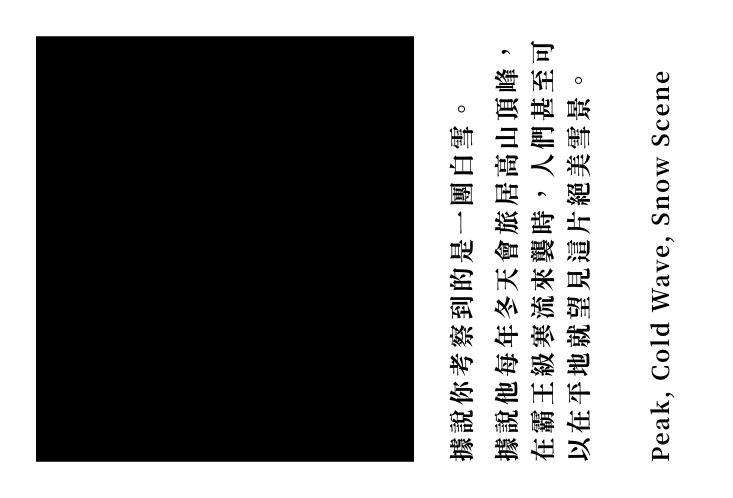 據說你考察到的是一團白雪。
據說他每年冬天會旅居高山頂峰，
在霸王級寒流來襲時，人們甚至可
以在平地就望見這片絕美雪景。
Peak, Cold Wave, Snow Scene